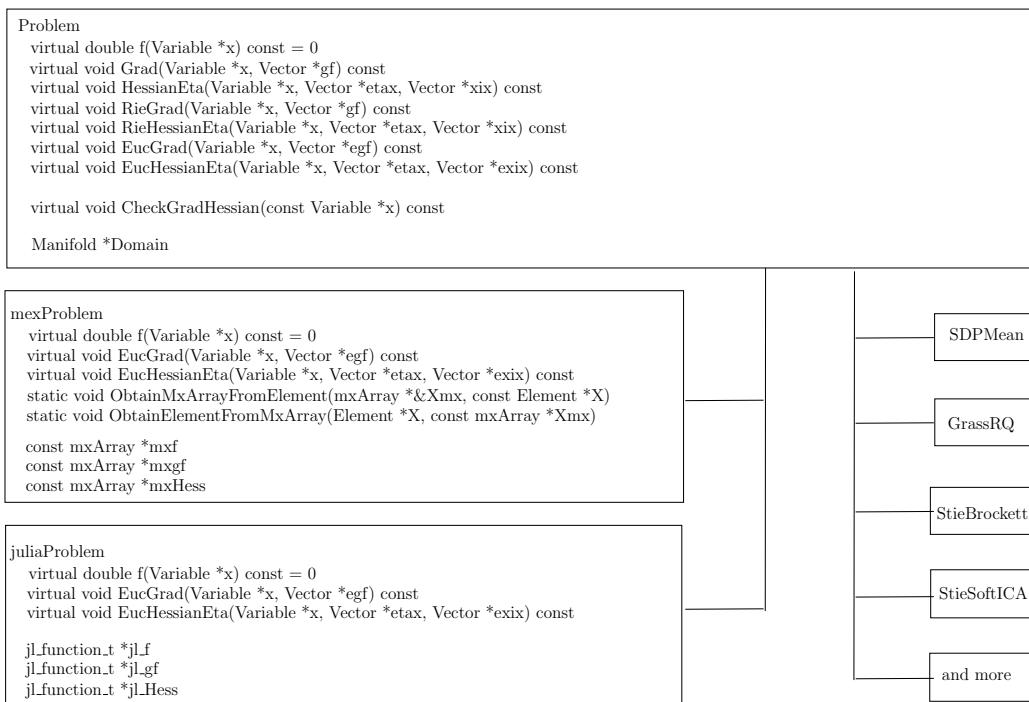 Problem
virtual double f(Variable *x) const = 0
virtual void Grad(Variable *x, Vector *gf) const
virtual void HessianEta(Variable *x, Vector *etax, Vector *xix) const
virtual void RieGrad(Variable *x, Vector *gf) const
virtual void RieHessianEta(Variable *x, Vector *etax, Vector *xix) const
virtual void EucGrad(Variable *x, Vector *egf) const
virtual void EucHessianEta(Variable *x, Vector *etax, Vector *exix) const
virtual void CheckGradHessian(const Variable *x) const
Manifold *Domain
mexProblem
virtual double f(Variable *x) const = 0
virtual void EucGrad(Variable *x, Vector *egf) const
virtual void EucHessianEta(Variable *x, Vector *etax, Vector *exix) const
static void ObtainMxArrayFromElement(mxArray *&Xmx, const Element *X)
static void ObtainElementFromMxArray(Element *X, const mxArray *Xmx)
const mxArray *mxf
const mxArray *mxgf
const mxArray *mxHess
juliaProblem
virtual double f(Variable *x) const = 0
virtual void EucGrad(Variable *x, Vector *egf) const
virtual void EucHessianEta(Variable *x, Vector *etax, Vector *exix) const
jl_function_t *jl_f
jl_function_t *jl_gf
jl_function_t *jl_Hess
SDPMean
GrassRQ
StieBrockett
StieSoftICA
and more